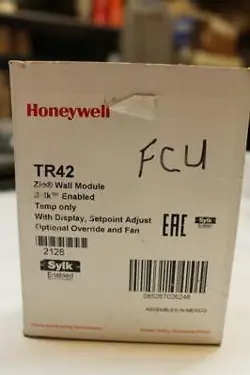 Honeywell
TR42
FCU
Zio® Wall Module
Sylk™ Enabled
Temp only
With Display, Setpoint Adjust
Optional Override and Fan
EAC
Sylk
2128
Sylk
Enabled
085267026246
ASSEMBLED IN MEXICO